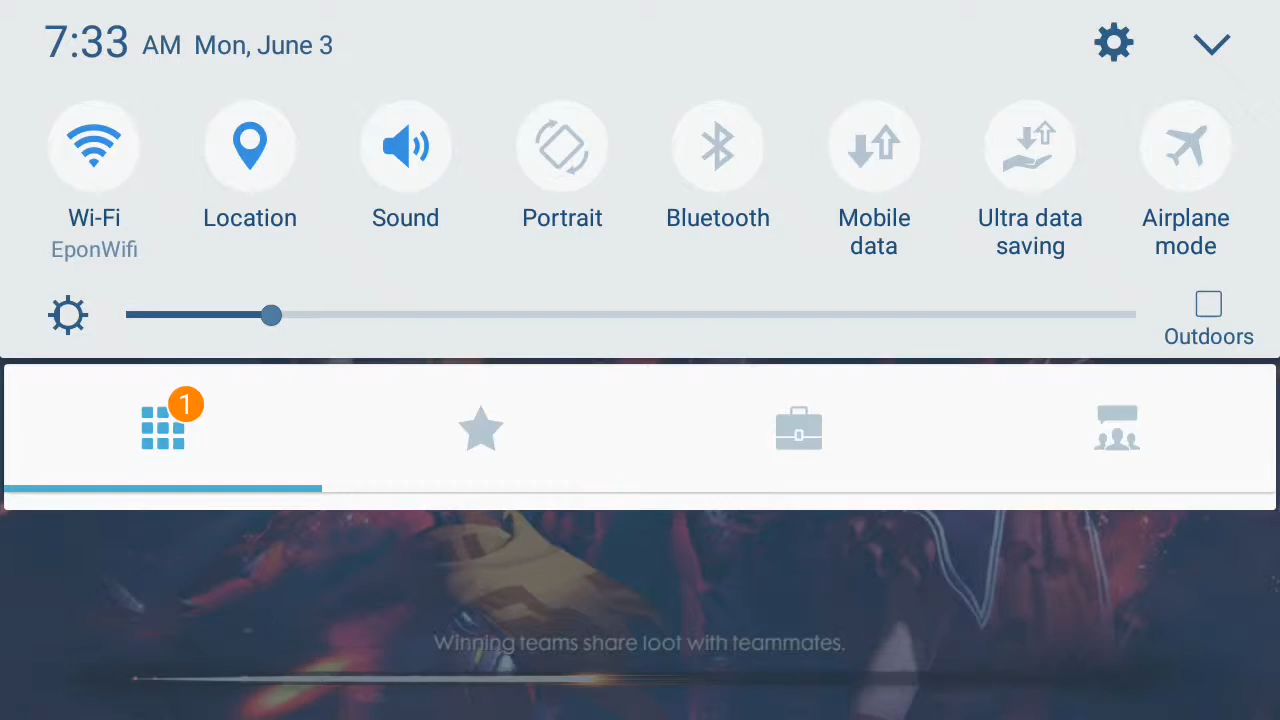 7:33 AM Mon, June 3
Wi-Fi
EponWifi
Location
Sound
Portrait
Bluetooth
Mobile
data
Ultra data
saving
Airplane
mode
Outdoors
1
Winning teams share loot with teammates.